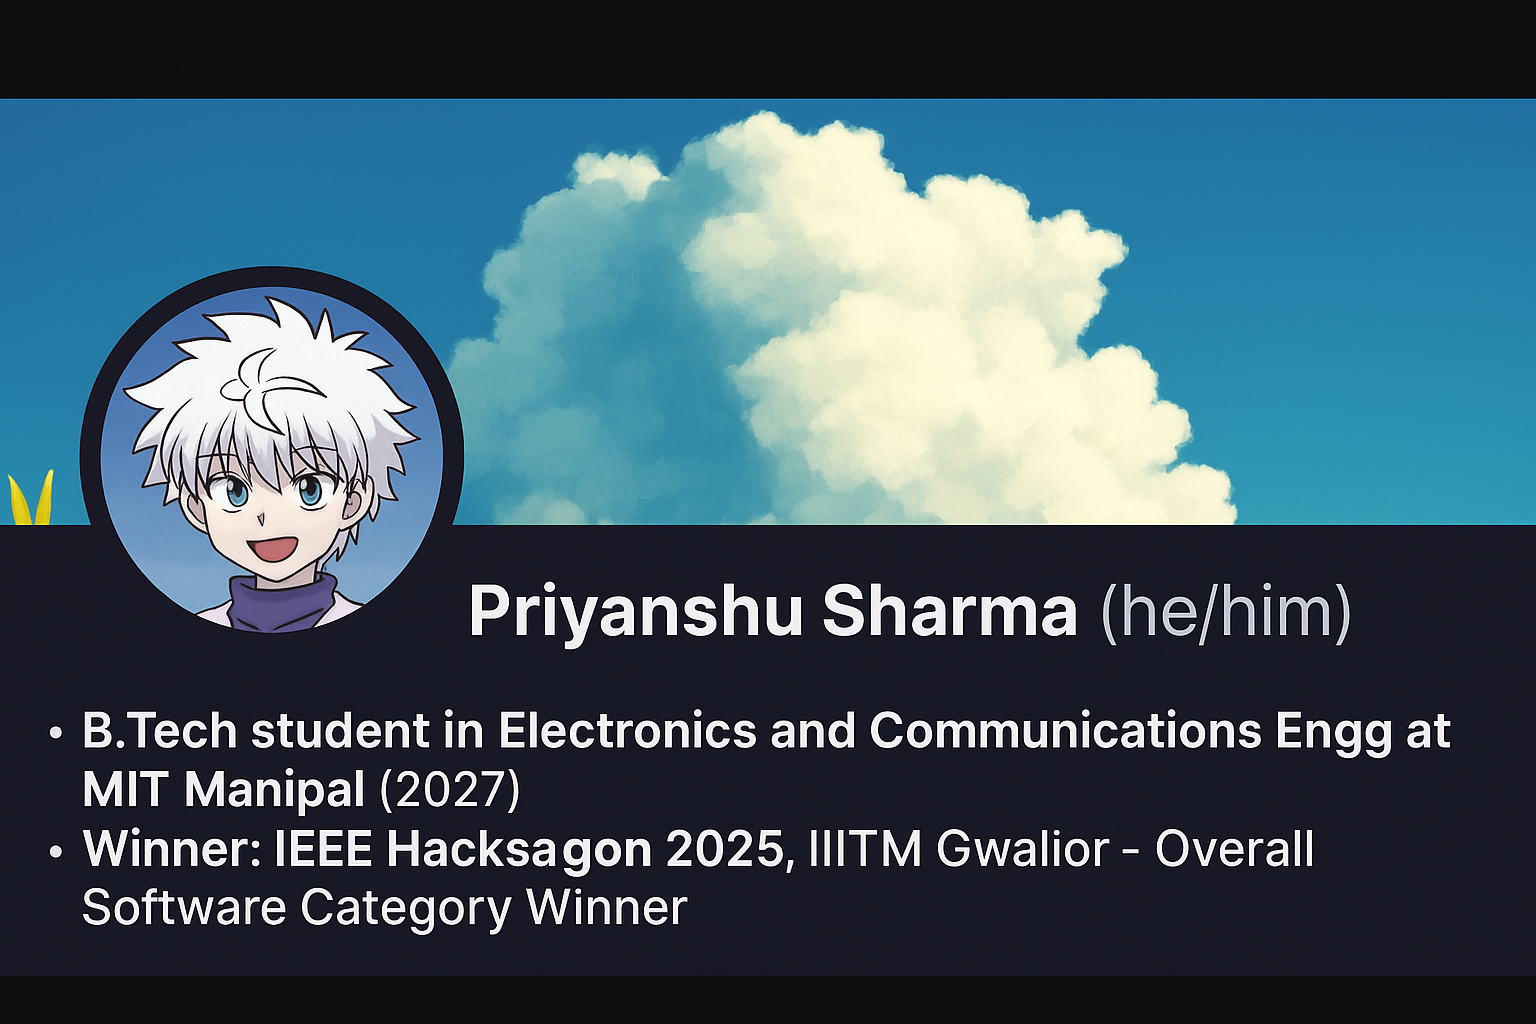 Priyanshu Sharma (he/him)
• B.Tech student in Electronics and Communications Engg at
MIT Manipal (2027)
• Winner: IEEE Hacksagon 2025, IIITM Gwalior - Overall
Software Category Winner